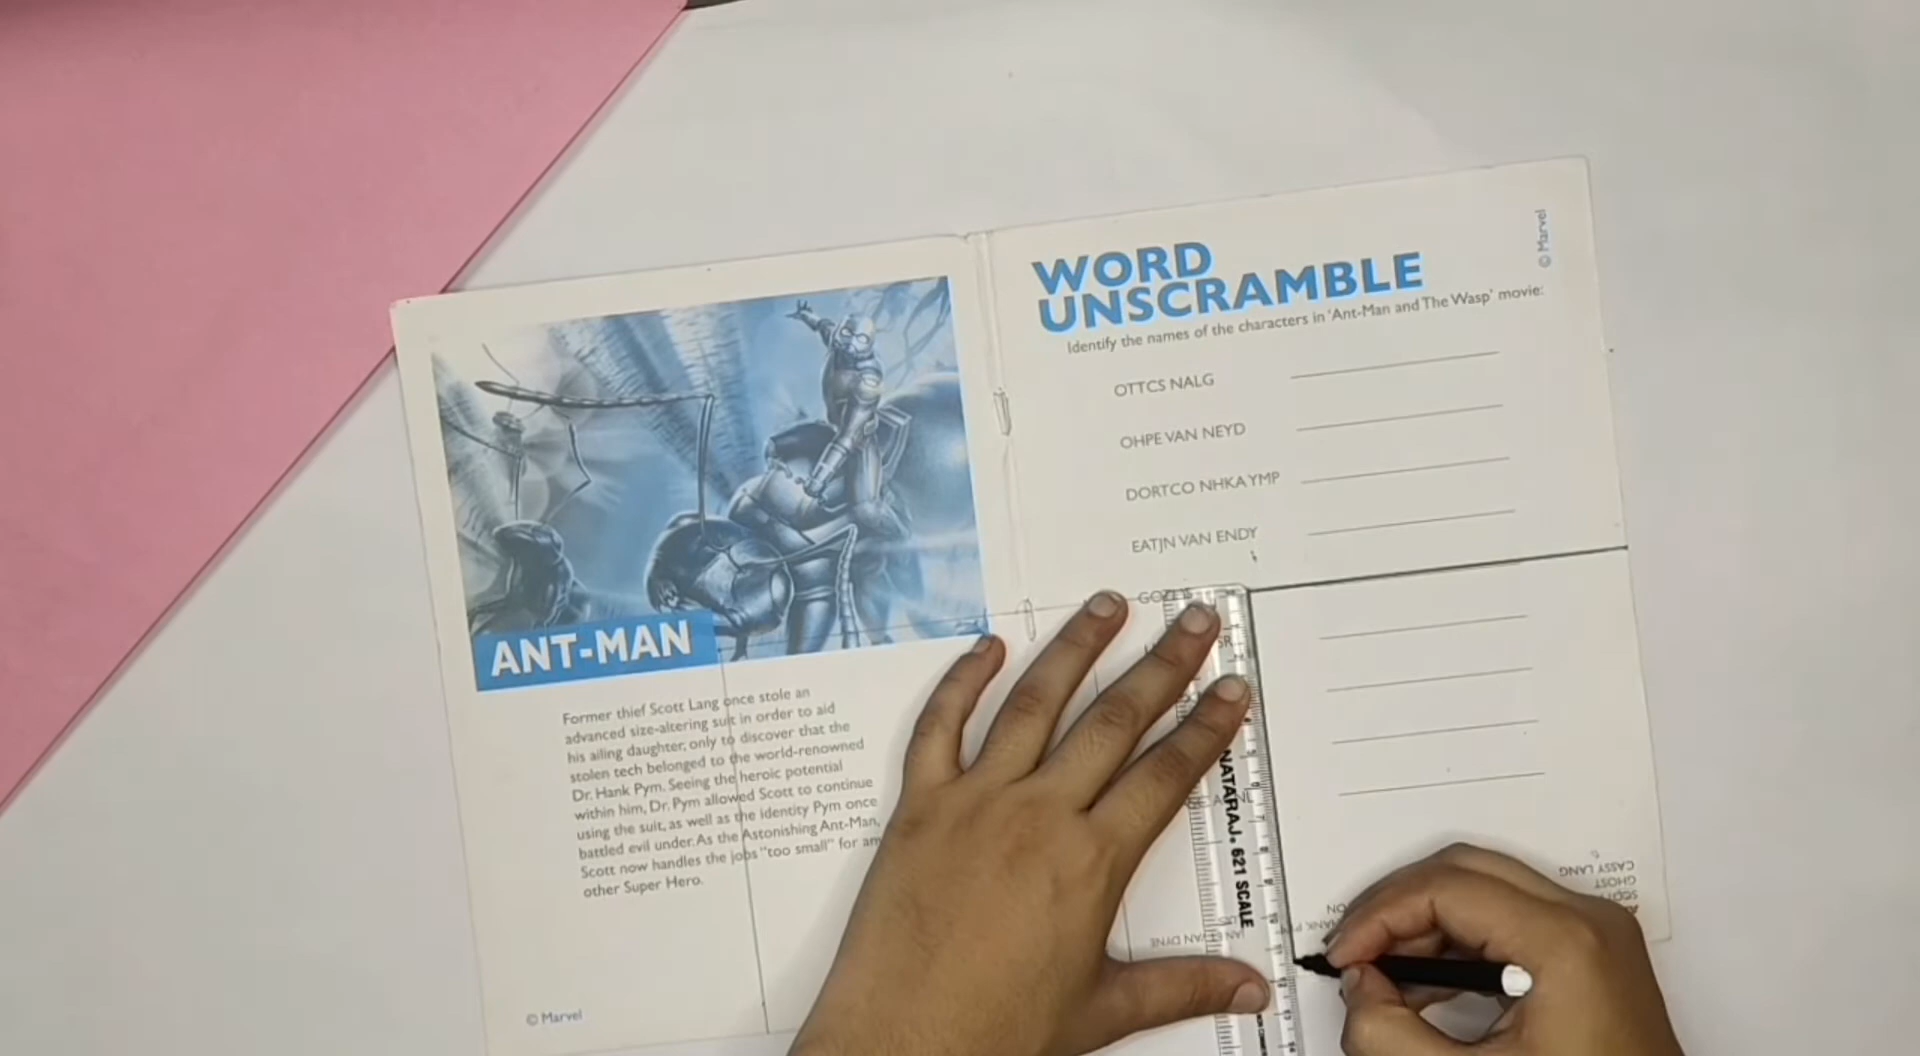 WORD
UNSCRAMBLE
© Marvel
Identify the names of the characters in 'Ant-Man and The Wasp' movie:
OTTCS NALG
OHPE VAN NEYD
DORTCO NHKA YMP
EATJN VAN ENDY
ANT-MAN
Former thief Scott Lang once stole an
advanced size-altering suit in order to aid
his ailing daughter, only to discover that the
stolen tech belonged to the world-renowned
Dr. Hank Pym. Seeing the heroic potential
within him, Dr. Pym allowed Scott to continue
using the suit, as well as the identity Pym once
battled evil under. As the Astonishing Ant-Man,
Scott now handles the jobs "too small" for any
other Super Hero.
© Marvel
NATARAJ. 621 SCALE
CASSY LANG
GHOST
JANET VAN DYNE